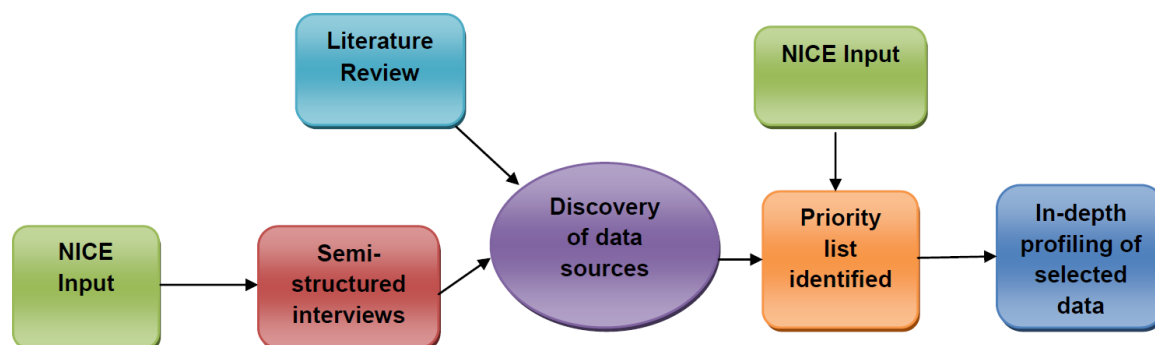 Literature
Review
NICE Input
NICE
Input
Semi-
structured
interviews
Discovery
of data
sources
Priority
list
identified
In-depth
profiling of
selected
data